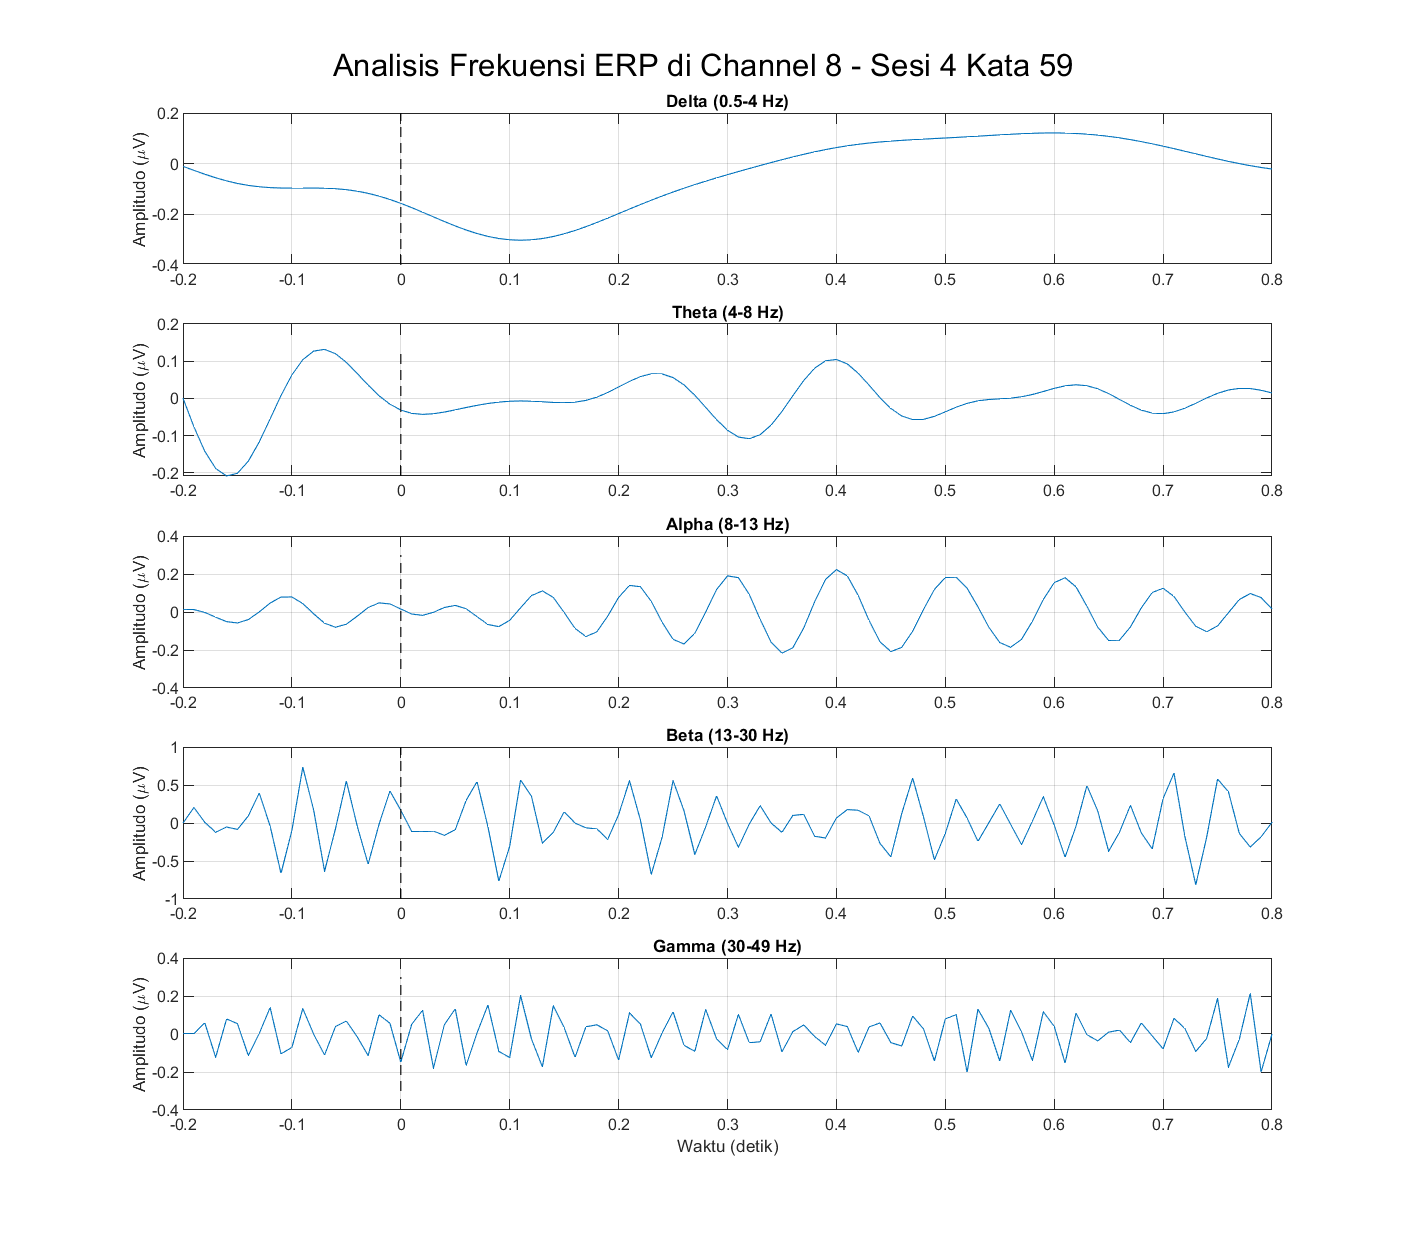 Analisis Frekuensi ERP di Channel 8 - Sesi 4 Kata 59
Delta (0.5-4 Hz)
Amplitudo (μV)
0.2
0
-0.2
-0.4
-0.2 -0.1 0 0.1 0.2 0.3 0.4 0.5 0.6 0.7 0.8
Theta (4-8 Hz)
Amplitudo (μV)
0.2
0.1
0
-0.1
-0.2
-0.2 -0.1 0 0.1 0.2 0.3 0.4 0.5 0.6 0.7 0.8
Alpha (8-13 Hz)
Amplitudo (μV)
0.4
0.2
0
-0.2
-0.4
-0.2 -0.1 0 0.1 0.2 0.3 0.4 0.5 0.6 0.7 0.8
Beta (13-30 Hz)
Amplitudo (μV)
1
0.5
0
-0.5
-1
-0.2 -0.1 0 0.1 0.2 0.3 0.4 0.5 0.6 0.7 0.8
Gamma (30-49 Hz)
Amplitudo (μV)
0.4
0.2
0
-0.2
-0.4
-0.2 -0.1 0 0.1 0.2 0.3 0.4 0.5 0.6 0.7 0.8
Waktu (detik)